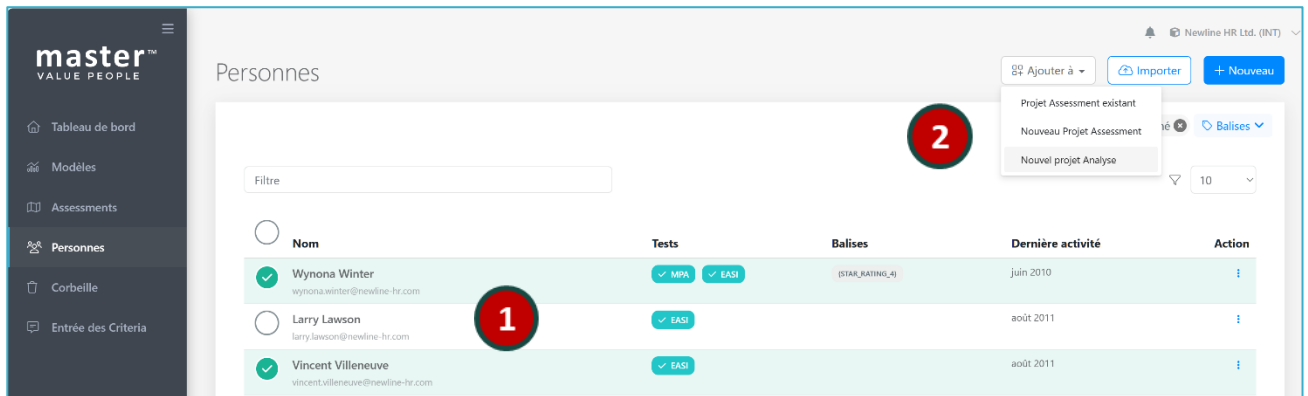 Newline HR Ltd. (INT)
master™
VALUE PEOPLE
Personnes
Ajouter à
Importer
+ Nouveau
Projet Assessment existant
Nouveau Projet Assessment
Nouvel projet Analyse
2
Balises
Tableau de bord
Modèles
Assessments
Personnes
Corbeille
Entrée des Criteria
Filtre
10
Nom Tests Balises Dernière activité Action
Wynona Winter MPA EASI {STAR_RATING_4} juin 2010
wynona.winter@newline-hr.com
1
Larry Lawson EASI août 2011
larry.lawson@newline-hr.com
Vincent Villeneuve EASI août 2011
vincent.villeneuve@newline-hr.com